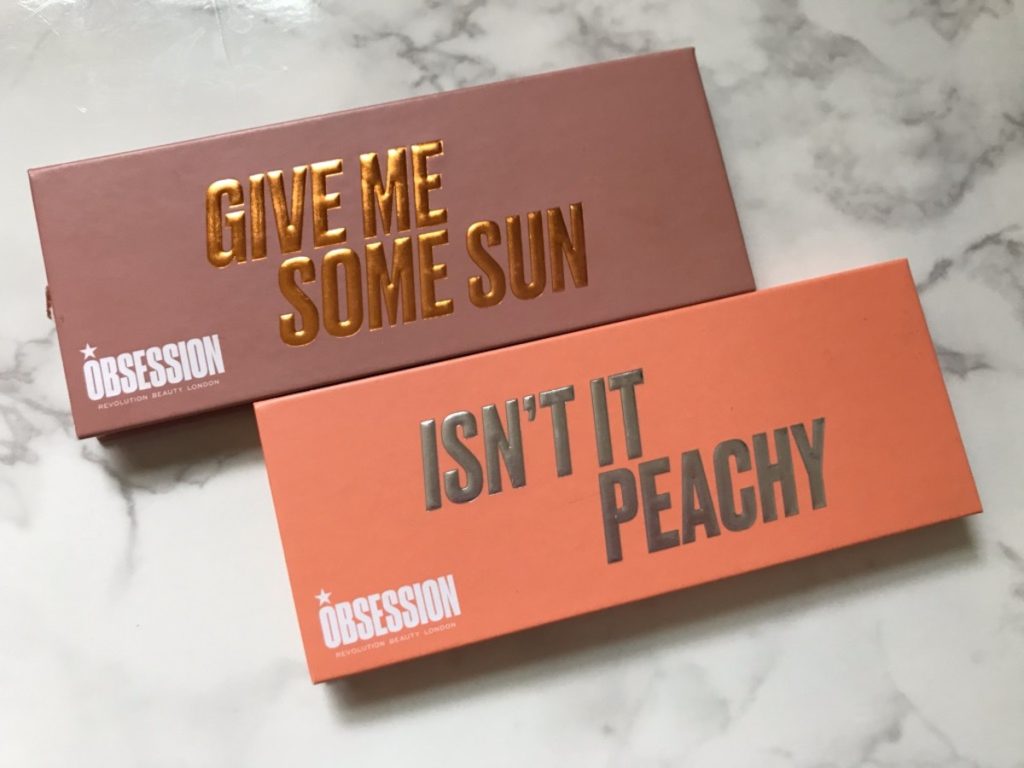 GIVE ME
SOME SUN
OBSESSION
REVOLUTION BEAUTY LONDON
ISN'T IT
PEACHY
OBSESSION
REVOLUTION BEAUTY LONDON